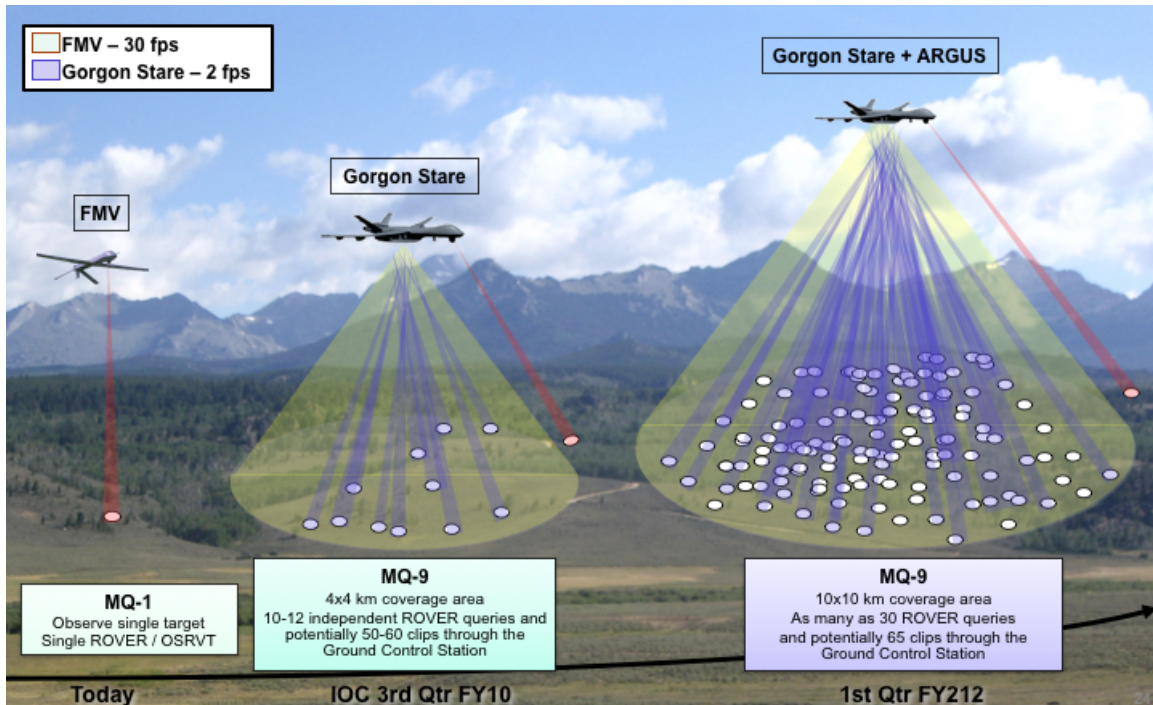 FMV – 30 fps
Gorgon Stare – 2 fps
Gorgon Stare + ARGUS
Gorgon Stare
FMV
MQ-1
Observe single target
Single ROVER / OSRVT
MQ-9
4x4 km coverage area
10-12 independent ROVER queries and
potentially 50-60 clips through the
Ground Control Station
MQ-9
10x10 km coverage area
As many as 30 ROVER queries
and potentially 65 clips through the
Ground Control Station
Today
IOC 3rd Qtr FY10
1st Qtr FY212